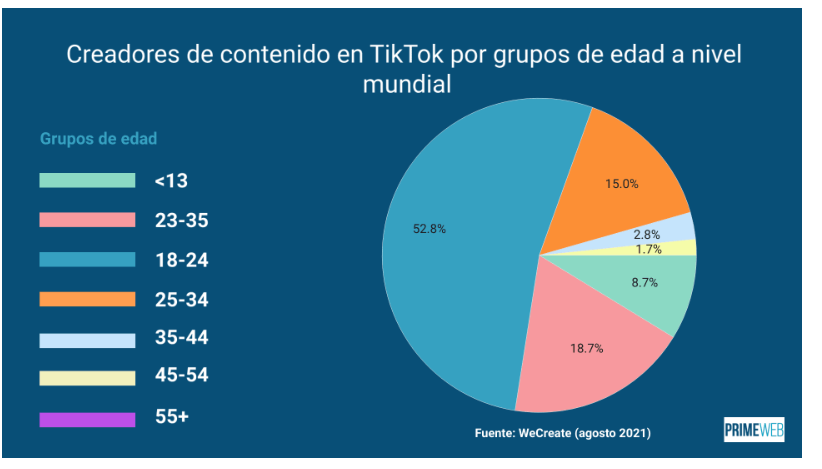 Creadores de contenido en TikTok por grupos de edad a nivel
mundial
Grupos de edad
<13
23-35
18-24
25-34
35-44
45-54
55+
52.8%
15.0%
2.8%
1.7%
8.7%
18.7%
Fuente: WeCreate (agosto 2021)
PRIMEWEB